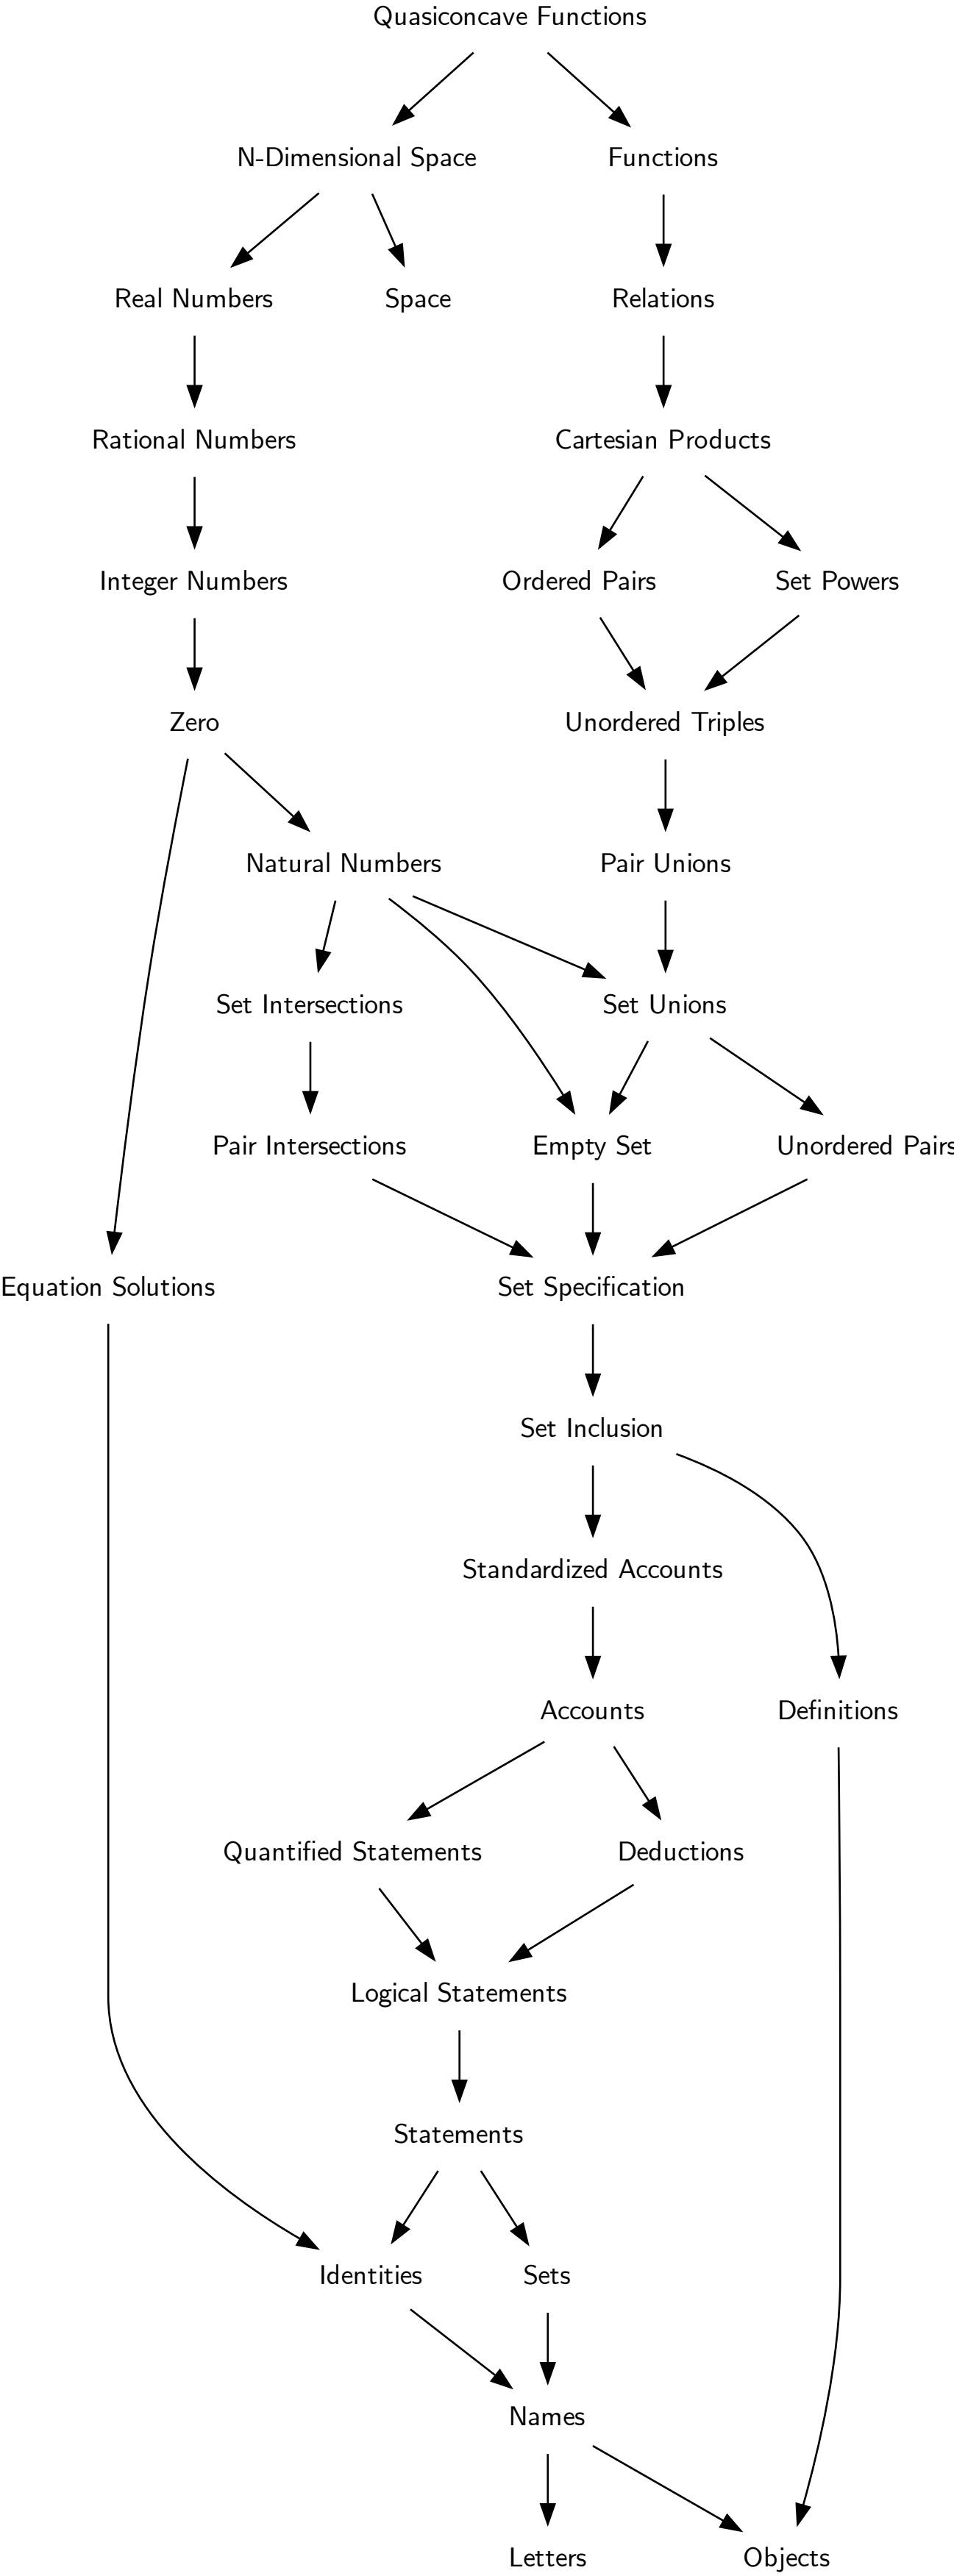 Quasiconcave Functions
N-Dimensional Space
Functions
Real Numbers
Space
Relations
Rational Numbers
Cartesian Products
Integer Numbers
Ordered Pairs
Set Powers
Zero
Unordered Triples
Natural Numbers
Pair Unions
Set Intersections
Set Unions
Pair Intersections
Empty Set
Unordered Pairs
Equation Solutions
Set Specification
Set Inclusion
Standardized Accounts
Accounts
Definitions
Quantified Statements
Deductions
Logical Statements
Statements
Identities
Sets
Names
Letters
Objects